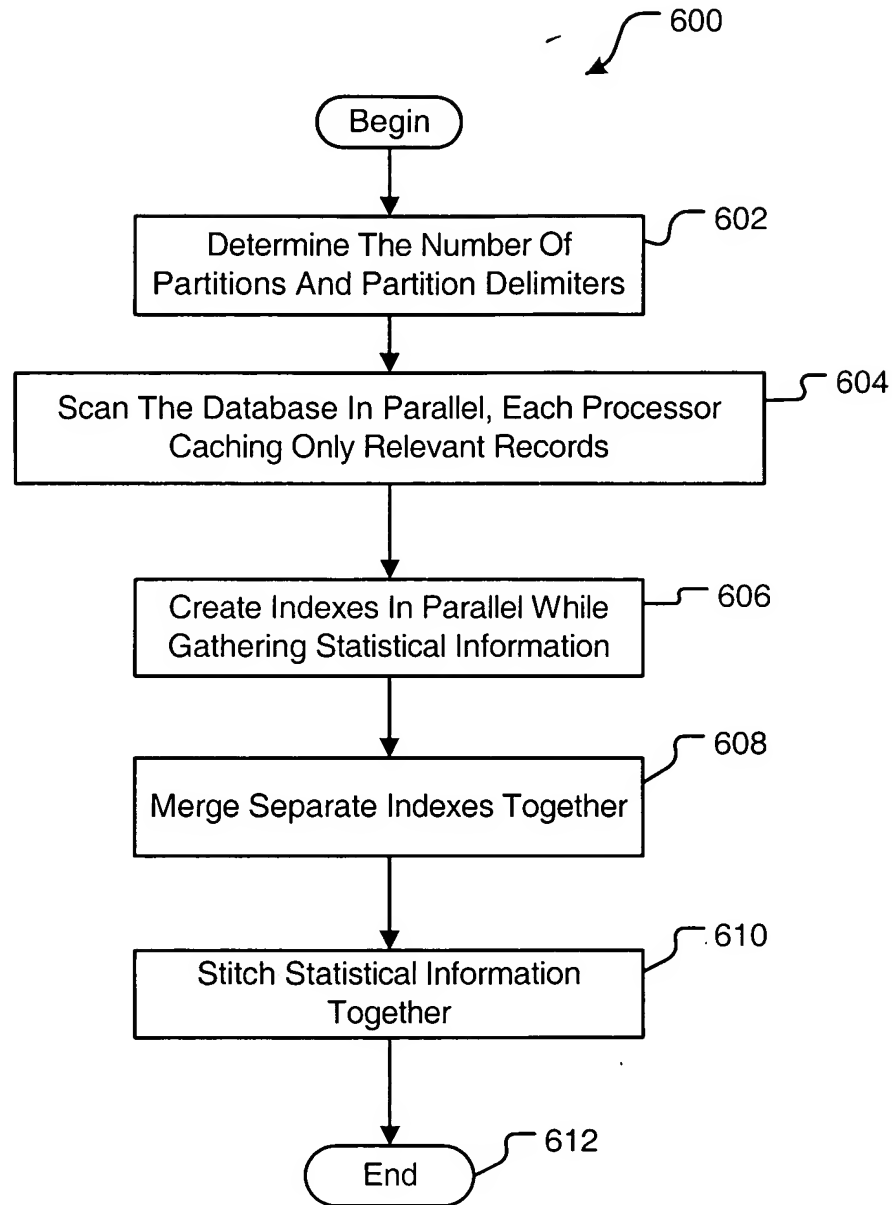 600
Begin
602
Determine The Number Of
Partitions And Partition Delimiters
604
Scan The Database In Parallel, Each Processor
Caching Only Relevant Records
606
Create Indexes In Parallel While
Gathering Statistical Information
608
Merge Separate Indexes Together
610
Stitch Statistical Information
Together
End
612